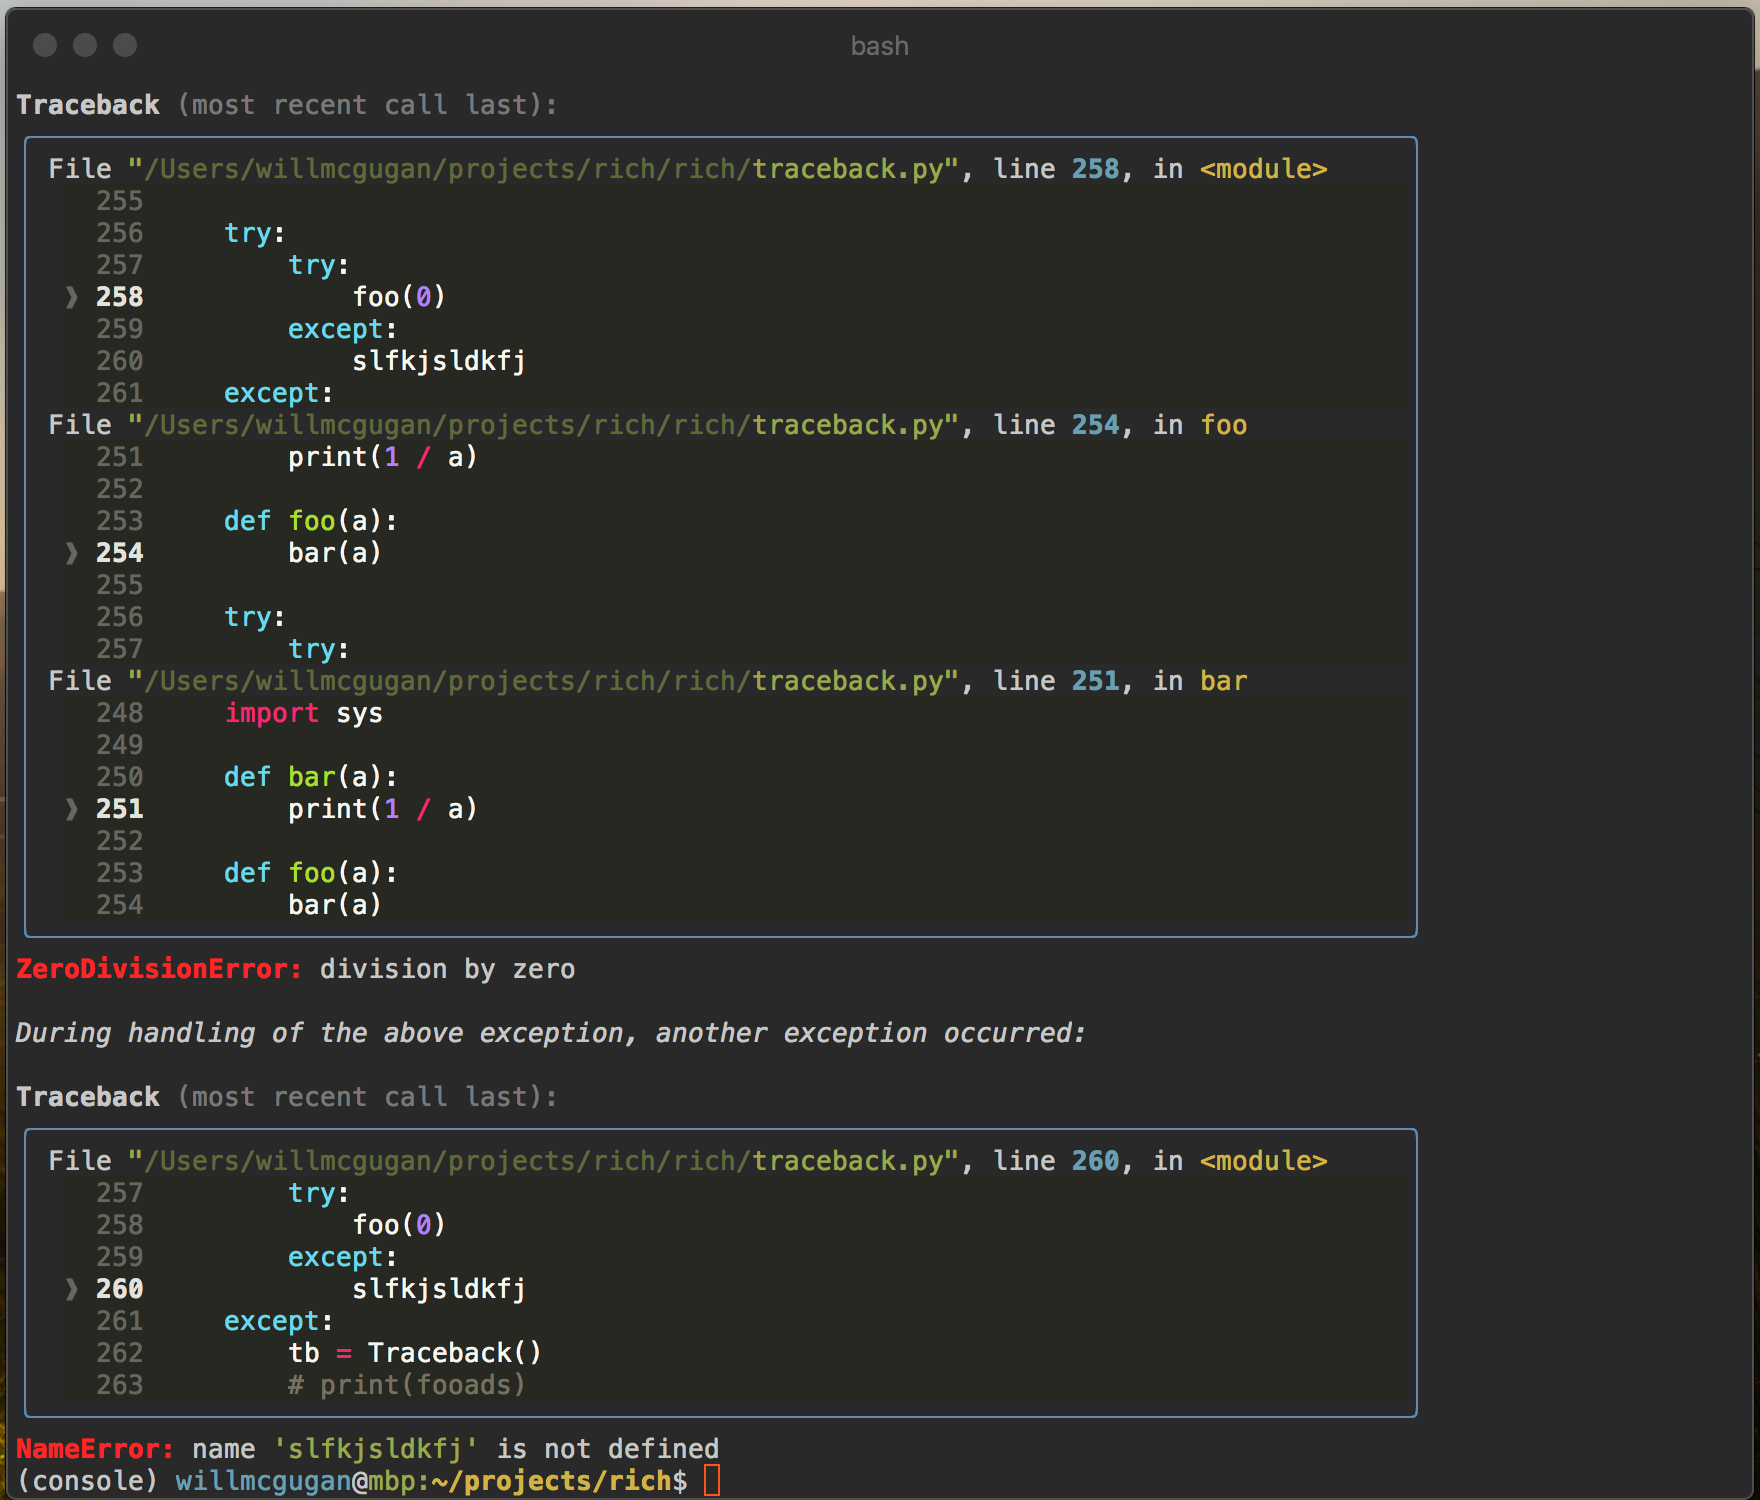 bash
Traceback (most recent call last):
File "/Users/willmcgugan/projects/rich/rich/traceback.py", line 258, in <module>
255
256     try:
257         try:
❱ 258             foo(0)
259         except:
260             slfkjsldkfj
261     except:
File "/Users/willmcgugan/projects/rich/rich/traceback.py", line 254, in foo
251         print(1 / a)
252
253     def foo(a):
❱ 254         bar(a)
255
256     try:
257         try:
File "/Users/willmcgugan/projects/rich/rich/traceback.py", line 251, in bar
248     import sys
249
250     def bar(a):
❱ 251         print(1 / a)
252
253     def foo(a):
254         bar(a)
ZeroDivisionError: division by zero
During handling of the above exception, another exception occurred:
Traceback (most recent call last):
File "/Users/willmcgugan/projects/rich/rich/traceback.py", line 260, in <module>
257         try:
258             foo(0)
259         except:
❱ 260             slfkjsldkfj
261     except:
262         tb = Traceback()
263         # print(fooads)
NameError: name 'slfkjsldkfj' is not defined
(console) willmcgugan@mbp:~/projects/rich$